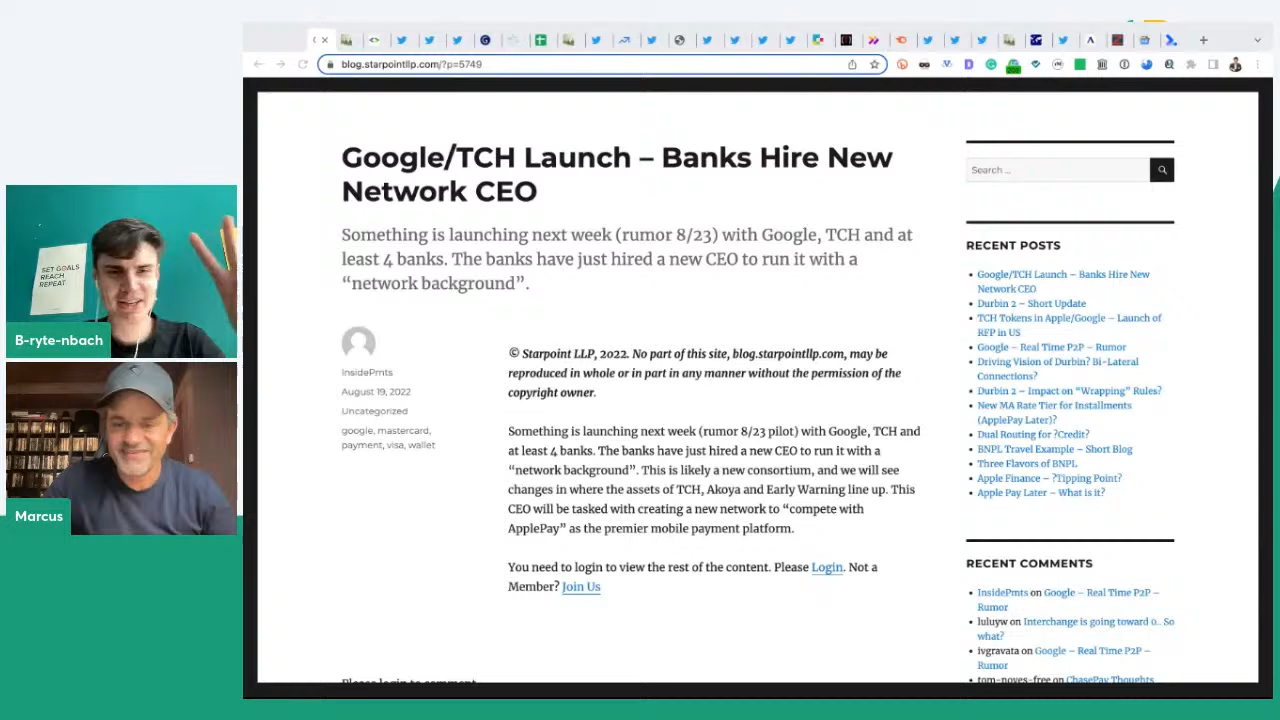 blog.starpointllp.com/?p=5749
Google/TCH Launch – Banks Hire New
Network CEO
Something is launching next week (rumor 8/23) with Google, TCH and at
least 4 banks. The banks have just hired a new CEO to run it with a
“network background”.
InsidePmts
August 19, 2022
Uncategorized
google, mastercard,
payment, visa, wallet
© Starpoint LLP, 2022. No part of this site, blog.starpointllp.com, may be
reproduced in whole or in part in any manner without the permission of the
copyright owner.
Something is launching next week (rumor 8/23 pilot) with Google, TCH and
at least 4 banks. The banks have just hired a new CEO to run it with a
“network background”. This is likely a new consortium, and we will see
changes in where the assets of TCH, Akoya and Early Warning line up. This
CEO will be tasked with creating a new network to “compete with
ApplePay” as the premier mobile payment platform.
You need to login to view the rest of the content. Please Login. Not a
Member? Join Us
Please login to comment
Search ...
RECENT POSTS
Google/TCH Launch – Banks Hire New
Network CEO
Durbin 2 – Short Update
TCH Tokens in Apple/Google – Launch of
RFP in US
Google – Real Time P2P – Rumor
Driving Vision of Durbin? Bi-Lateral
Connections?
Durbin 2 – Impact on “Wrapping” Rules?
New MA Rate Tier for Installments
(ApplePay Later)?
Dual Routing for ?Credit?
BNPL Travel Example – Short Blog
Three Flavors of BNPL
Apple Finance – ?Tipping Point?
Apple Pay Later – What is it?
RECENT COMMENTS
InsidePmts on Google – Real Time P2P –
Rumor
luluyw on Interchange is going toward 0.. So
what?
ivgravata on Google – Real Time P2P –
Rumor
tom-noyes-free on ChasePay Thoughts
SET GOALS
REACH
REPEAT.
B-ryte-nbach
Marcus